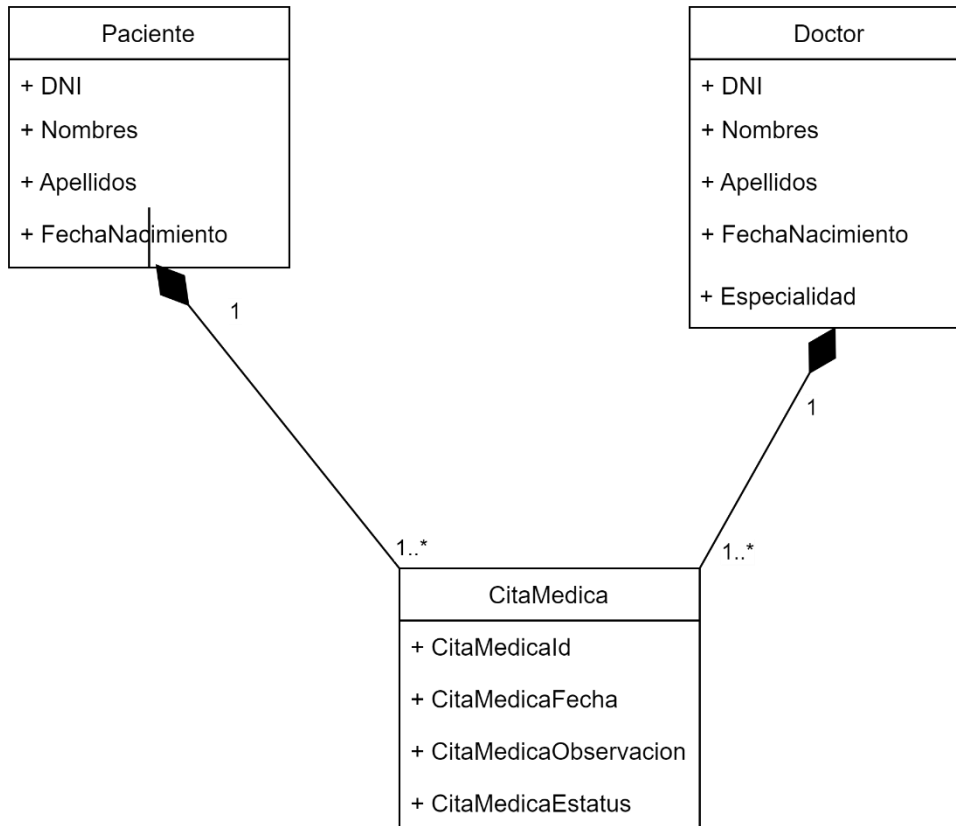 Paciente
+ DNI
+ Nombres
+ Apellidos
+ FechaNacimiento
1
Doctor
+ DNI
+ Nombres
+ Apellidos
+ FechaNacimiento
+ Especialidad
1
1..*
1..*
CitaMedica
+ CitaMedicaId
+ CitaMedicaFecha
+ CitaMedicaObservacion
+ CitaMedicaEstatus